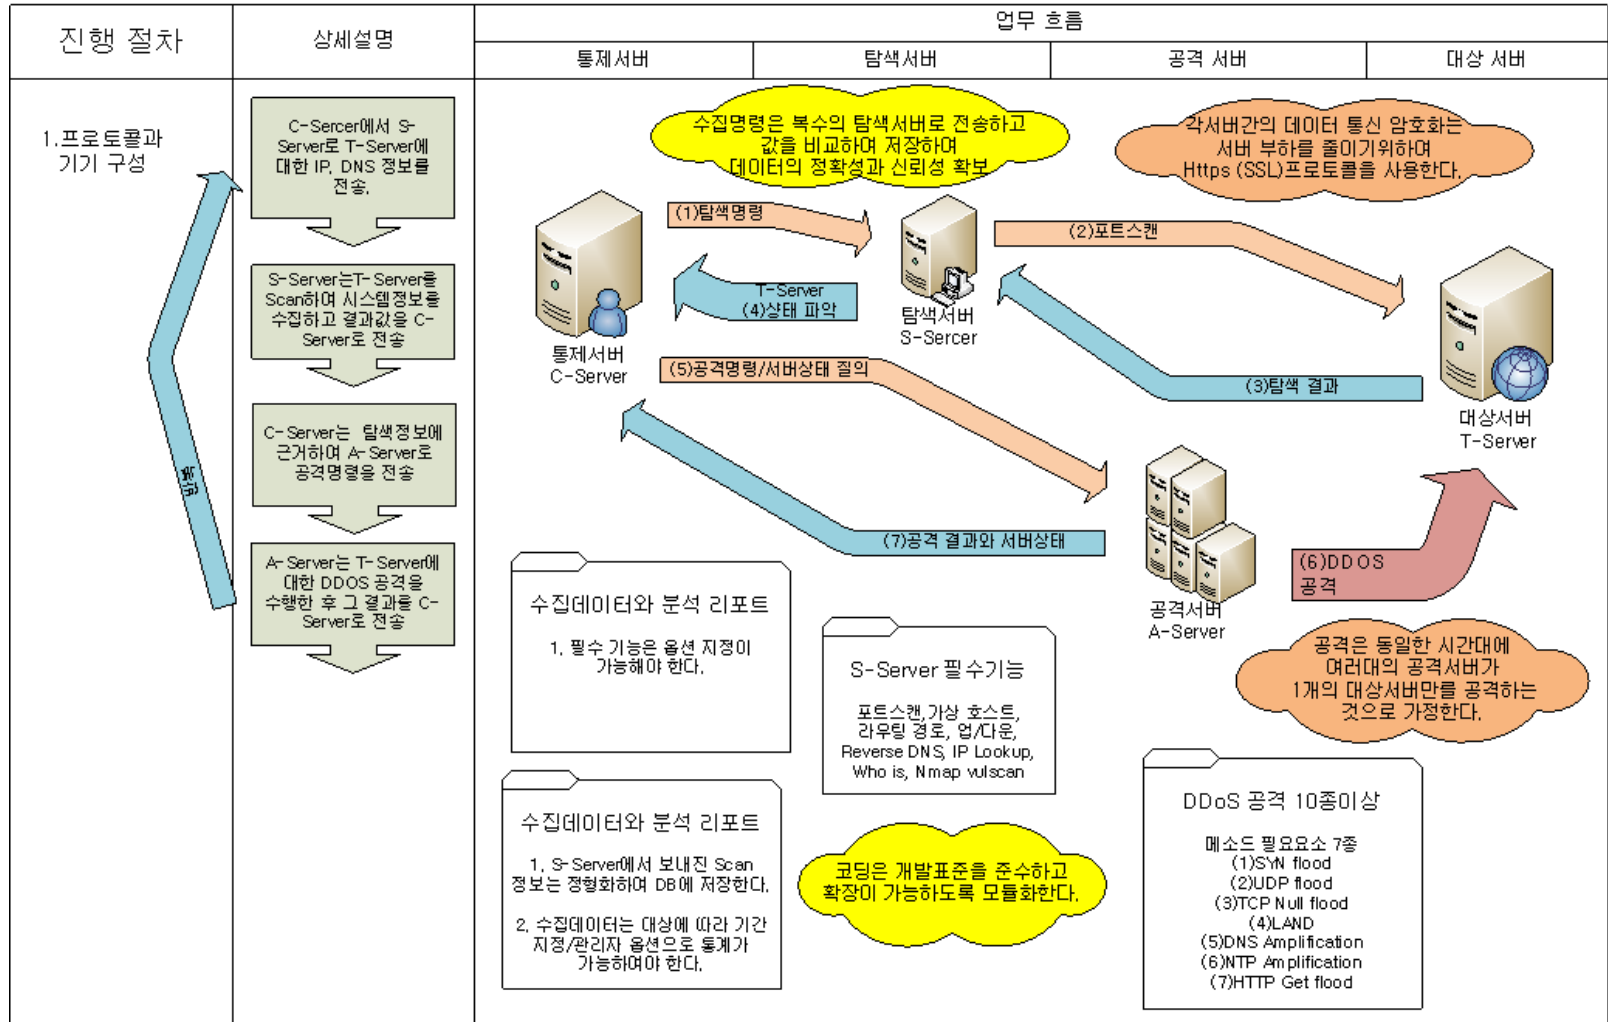 진행 절차
상세설명
업무 흐름
통제서버
탐색서버
공격 서버
대상 서버
1.프로토콜과
기기 구성
C-Sercer에서 S-
Server로 T-Server에
대한 IP, DNS 정보를
전송.
S-Server는T-Server를
Scan하여 시스템정보를
수집하고 결과값을 C-
Server로 전송
C-Server는 탐색정보에
근거하여 A-Server로
공격명령을 전송
A-Server는 T-Server에
대한 DDOS 공격을
수행한 후 그 결과를 C-
Server로 전송
수집명령은 복수의 탐색서버로 전송하고
값을 비교하여 저장하여
데이터의 정확성과 신뢰성 확보
각서버간의 데이터 통신 암호화는
서버 부하를 줄이기위하여
Https (SSL)프로토콜을 사용한다.
(1)탐색명령
(2)포트스캔
T-Server
(4)상태 파악
탐색서버
S-Sercer
통제서버
C-Server
(5)공격명령/서버상태 질의
(3)탐색 결과
대상서버
T-Server
(7)공격 결과와 서버상태
(6)DDOS
공격
공격서버
A-Server
수집데이터와 분석 리포트
1. 필수 기능은 옵션 지정이
가능해야 한다.
S-Server 필수기능
포트스캔,가상 호스트,
라우팅 경로, 업/다운,
Reverse DNS, IP Lookup,
Who is, Nmap vulscan
공격은 동일한 시간대에
여러대의 공격서버가
1개의 대상서버만를 공격하는
것으로 가정한다.
수집데이터와 분석 리포트
1. S-Server에서 보내진 Scan
정보는 정형화하여 DB에 저장한다.
2. 수집데이터는 대상에 따라 기간
지정/관리자 옵션으로 통계가
가능하여야 한다.
코딩은 개발표준을 준수하고
확장이 가능하도록 모듈화한다.
DDoS 공격 10종이상
메소드 필요요소 7종
(1)SYN flood
(2)UDP flood
(3)TCP Null flood
(4)LAND
(5)DNS Amplification
(6)NTP Amplification
(7)HTTP Get flood